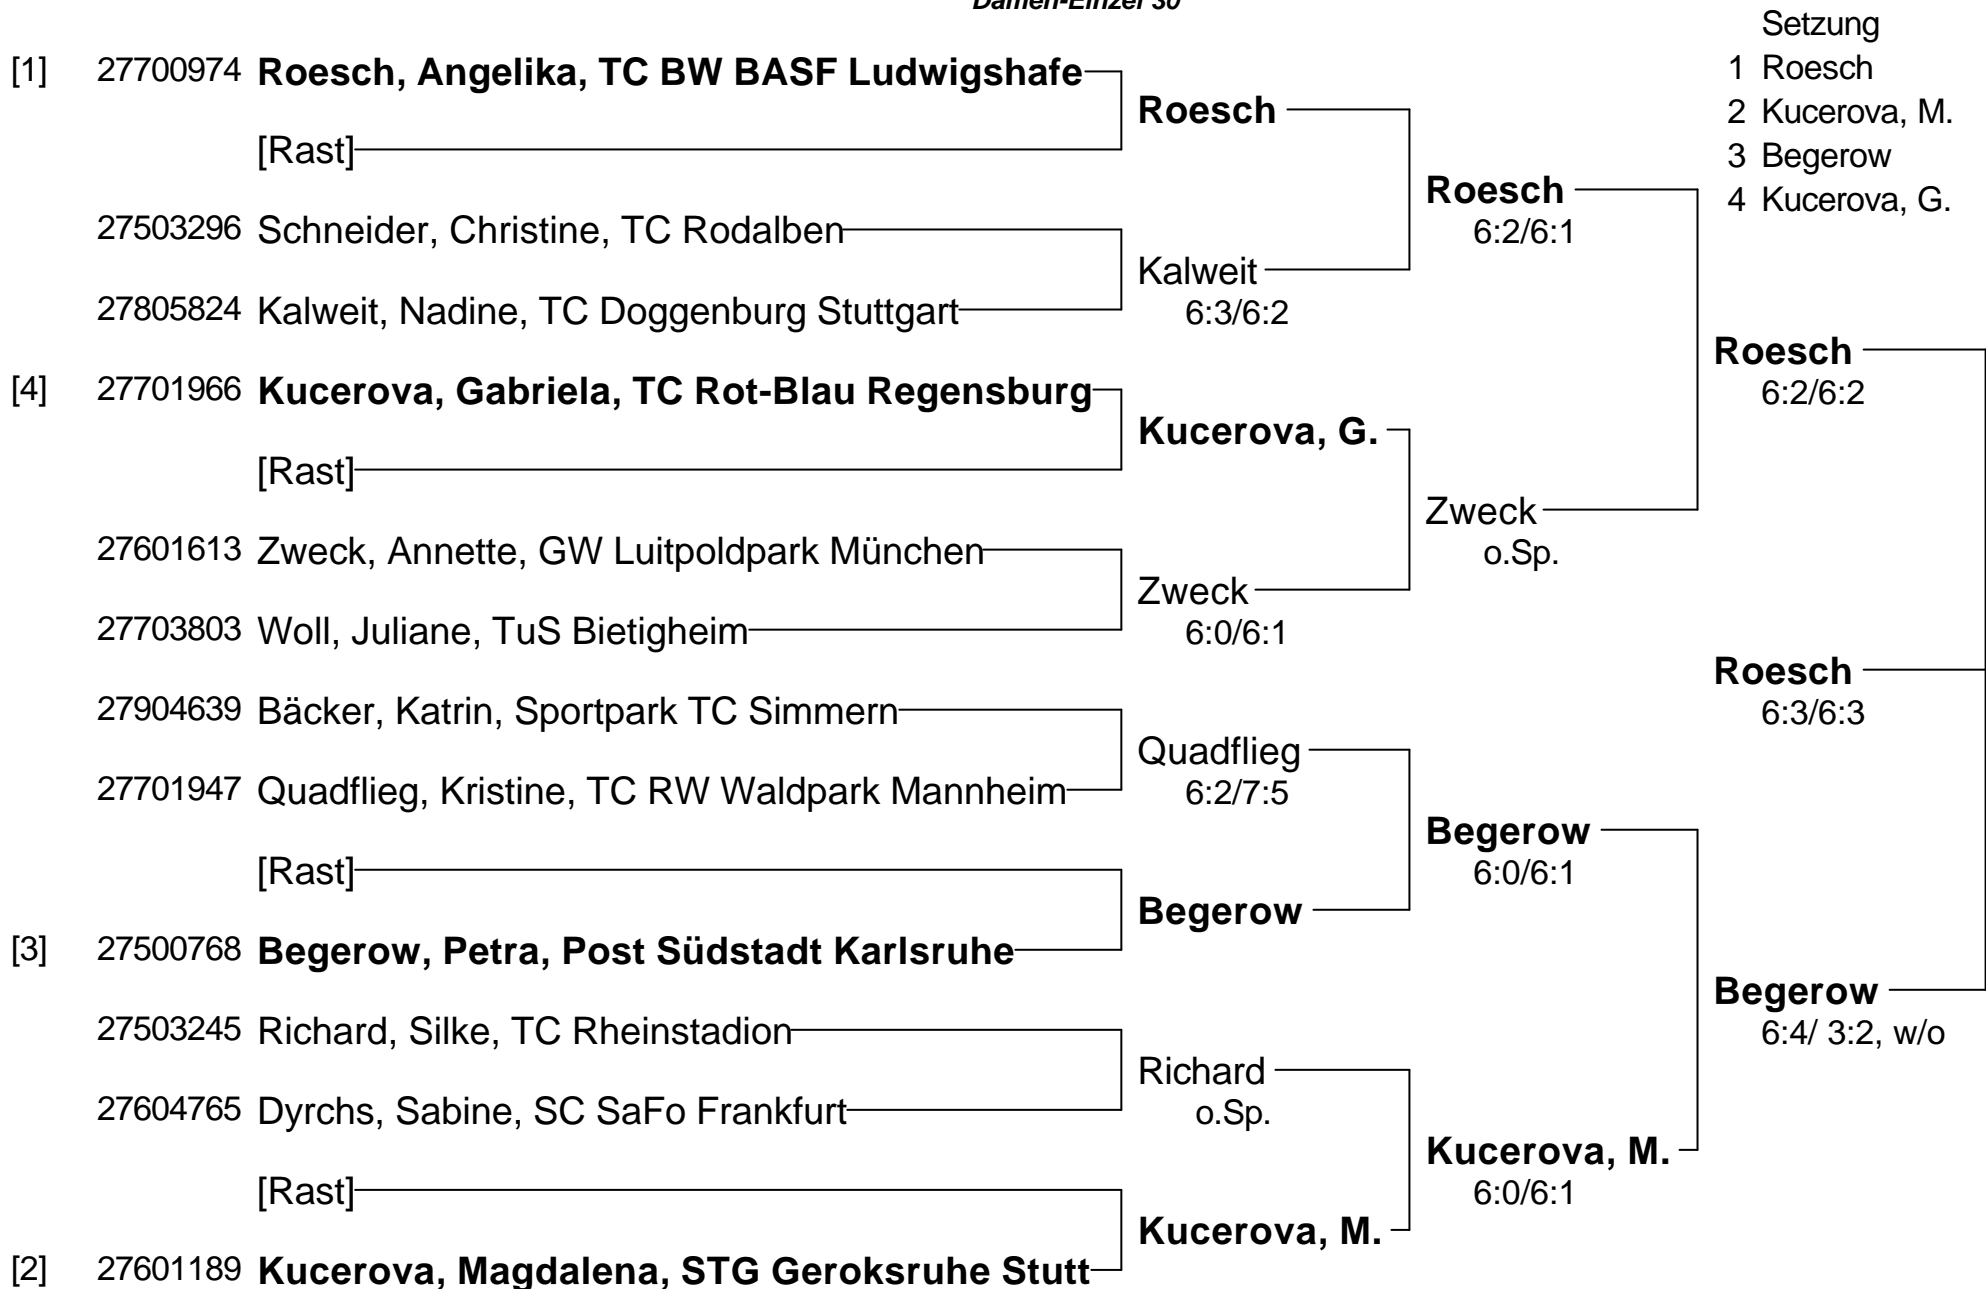 Damen-Einzel 30
Setzung
1 Roesch
2 Kucerova, M.
3 Begerow
4 Kucerova, G.
[1] 27700974 Roesch, Angelika, TC BW BASF Ludwigshafe
[Rast]
27503296 Schneider, Christine, TC Rodalben
27805824 Kalweit, Nadine, TC Doggenburg Stuttgart
[4] 27701966 Kucerova, Gabriela, TC Rot-Blau Regensburg
[Rast]
27601613 Zweck, Annette, GW Luitpoldpark München
27703803 Woll, Juliane, TuS Bietigheim
27904639 Bäcker, Katrin, Sportpark TC Simmern
27701947 Quadflieg, Kristine, TC RW Waldpark Mannheim
[Rast]
[3] 27500768 Begerow, Petra, Post Südstadt Karlsruhe
27503245 Richard, Silke, TC Rheinstadion
27604765 Dyrchs, Sabine, SC SaFo Frankfurt
[Rast]
[2] 27601189 Kucerova, Magdalena, STG Geroksruhe Stutt
Roesch
Kalweit
6:3/6:2
Kucerova, G.
Zweck
6:0/6:1
Quadflieg
6:2/7:5
Begerow
Richard
o.Sp.
Kucerova, M.
Roesch
6:2/6:1
Zweck
o.Sp.
Begerow
6:0/6:1
Kucerova, M.
6:0/6:1
Roesch
6:2/6:2
Roesch
6:3/6:3
Begerow
6:4/ 3:2, w/o